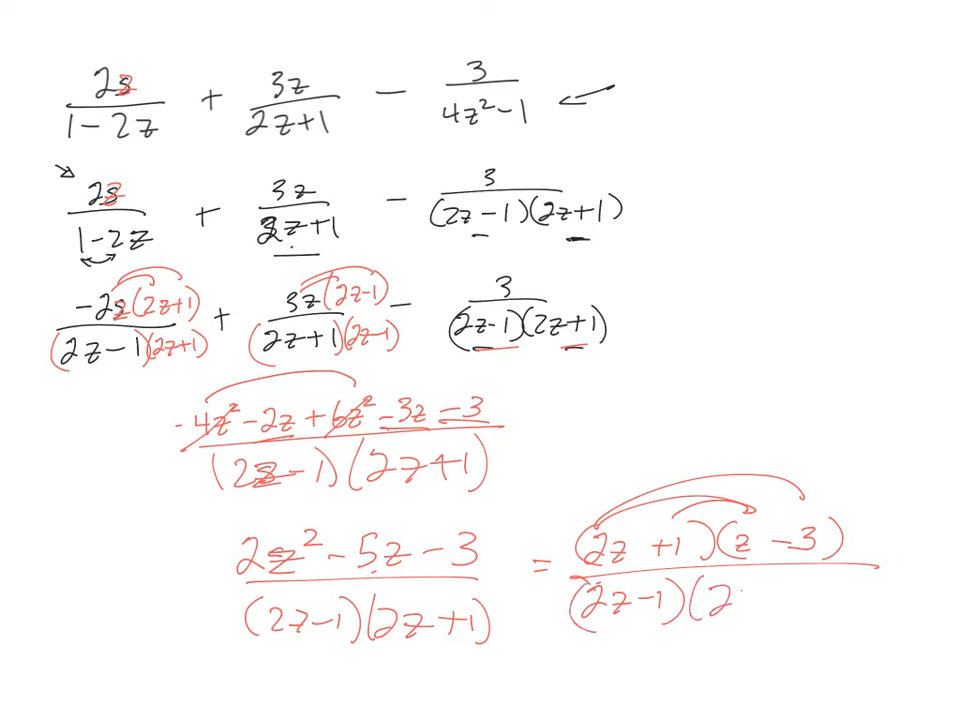 2z/(1-2z) + 3z/(2z+1) - 3/(4z²-1)
2z/(1-2z) + 3z/(2z+1) - 3/((2z-1)(2z+1))
-2z(2z+1)/((2z-1)(2z+1)) + 3z(2z-1)/((2z+1)(2z-1)) - 3/((2z-1)(2z+1))
(-4z²-2z+6z²-3z-3)/((2z-1)(2z+1))
(2z²-5z-3)/((2z-1)(2z+1)) = (2z+1)(z-3)/((2z-1)(2